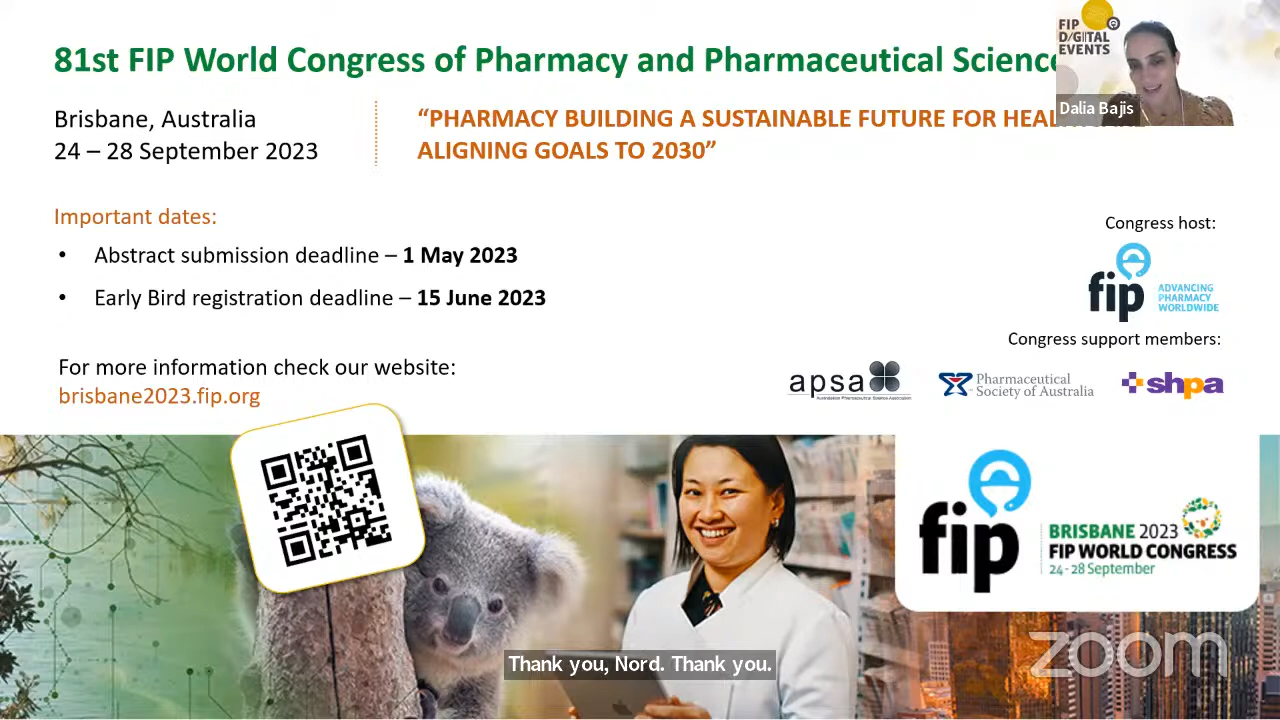 81st FIP World Congress of Pharmacy and Pharmaceutical Scienc
FIP
DIGITAL
EVENTS
Dalia Bajis
Brisbane, Australia
24 – 28 September 2023
“PHARMACY BUILDING A SUSTAINABLE FUTURE FOR
ALIGNING GOALS TO 2030”
Important dates:
• Abstract submission deadline – 1 May 2023
• Early Bird registration deadline – 15 June 2023
For more information check our website:
brisbane2023.fip.org
Congress host:
fip
ADVANCING
PHARMACY
WORLDWIDE
Congress support members:
apsa
Australasian Pharmaceutical Science Association
Pharmaceutical
Society of Australia
shpa
fip
BRISBANE 2023
FIP WORLD CONGRESS
24 - 28 September
Thank you, Nord. Thank you.
zoom